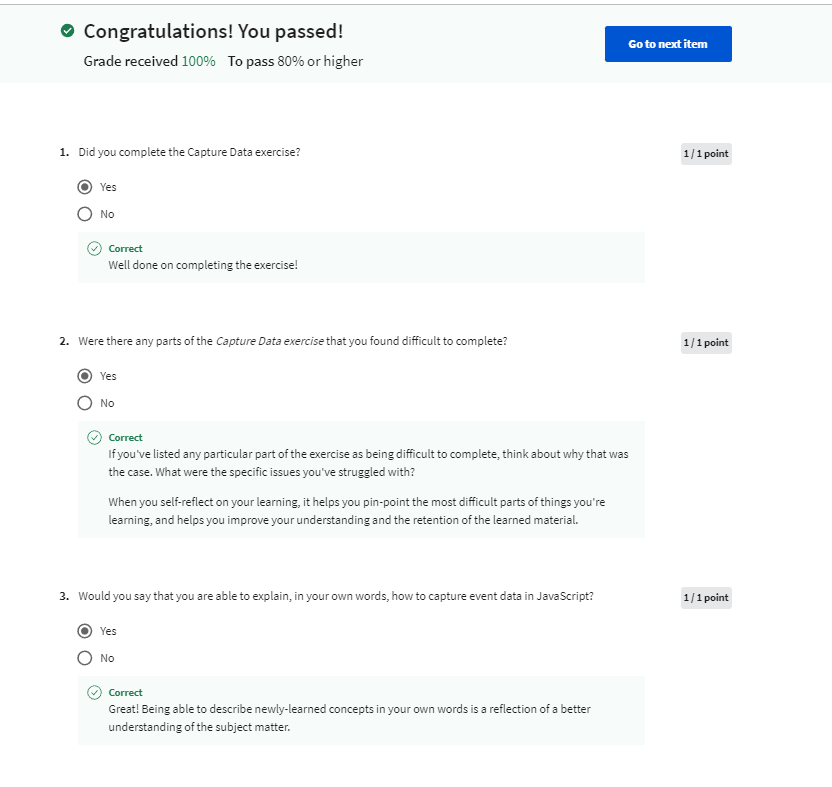 Congratulations! You passed!
Grade received 100% To pass 80% or higher
Go to next item
1. Did you complete the Capture Data exercise?
1 / 1 point
Yes
No
Correct
Well done on completing the exercise!
2. Were there any parts of the Capture Data exercise that you found difficult to complete?
1 / 1 point
Yes
No
Correct
If you've listed any particular part of the exercise as being difficult to complete, think about why that was
the case. What were the specific issues you've struggled with?
When you self-reflect on your learning, it helps you pin-point the most difficult parts of things you're
learning, and helps you improve your understanding and the retention of the learned material.
3. Would you say that you are able to explain, in your own words, how to capture event data in JavaScript?
1 / 1 point
Yes
No
Correct
Great! Being able to describe newly-learned concepts in your own words is a reflection of a better
understanding of the subject matter.